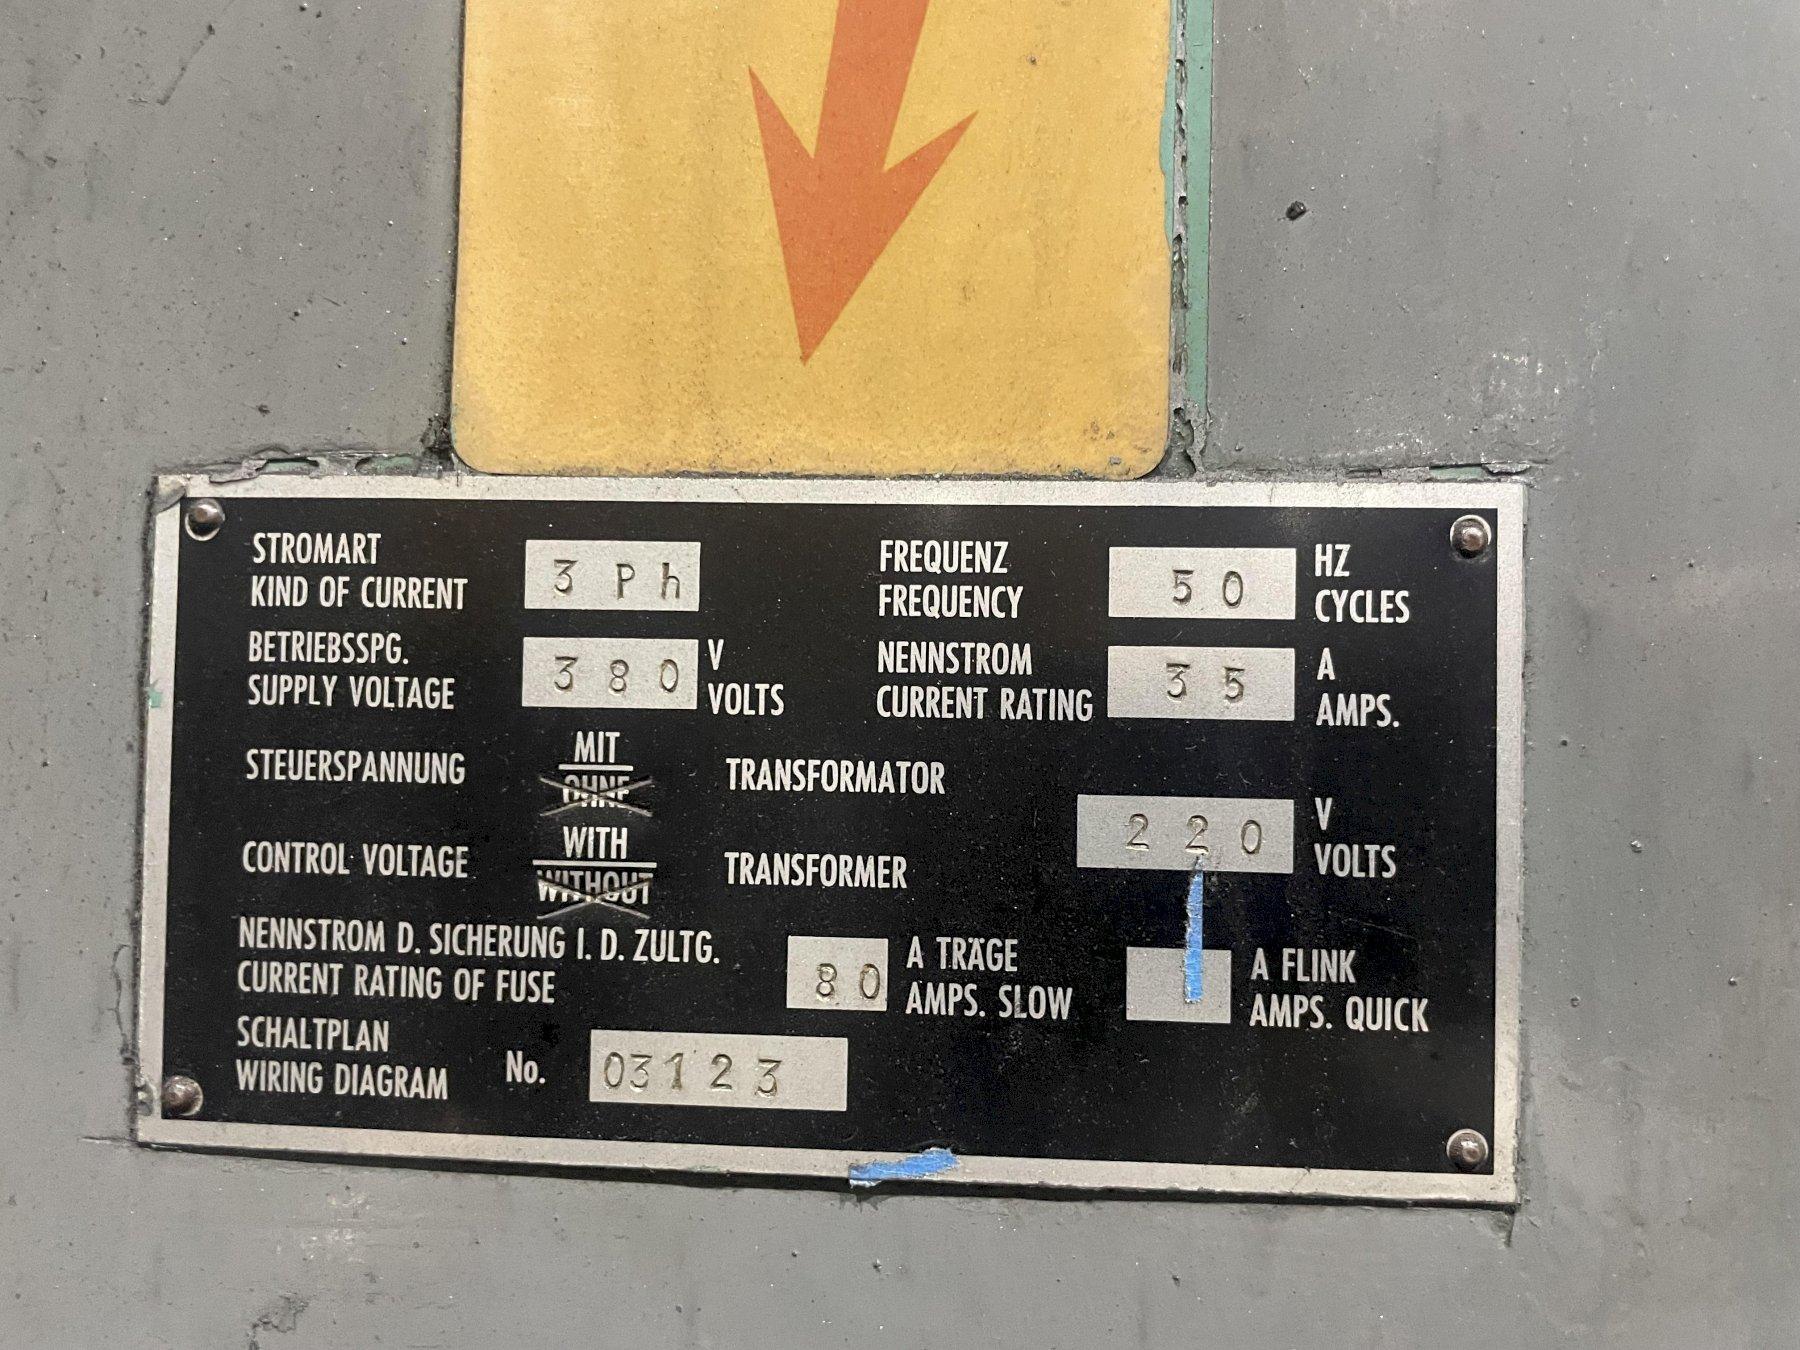 STROMART
KIND OF CURRENT 3 Ph
FREQUENZ HZ
FREQUENCY 50 CYCLES
BETRIEBSSPG. V
SUPPLY VOLTAGE 380 VOLTS
NENNSTROM A
CURRENT RATING 35 AMPS.
STEUERSPANNUNG MIT TRANSFORMATOR
OHNE
CONTROL VOLTAGE WITH TRANSFORMER
WITHOUT
220 V
VOLTS
NENNSTROM D. SICHERUNG I. D. ZULTG. A TRÄGE A FLINK
CURRENT RATING OF FUSE 80 AMPS. SLOW AMPS. QUICK
SCHALTPLAN
WIRING DIAGRAM No. 03123